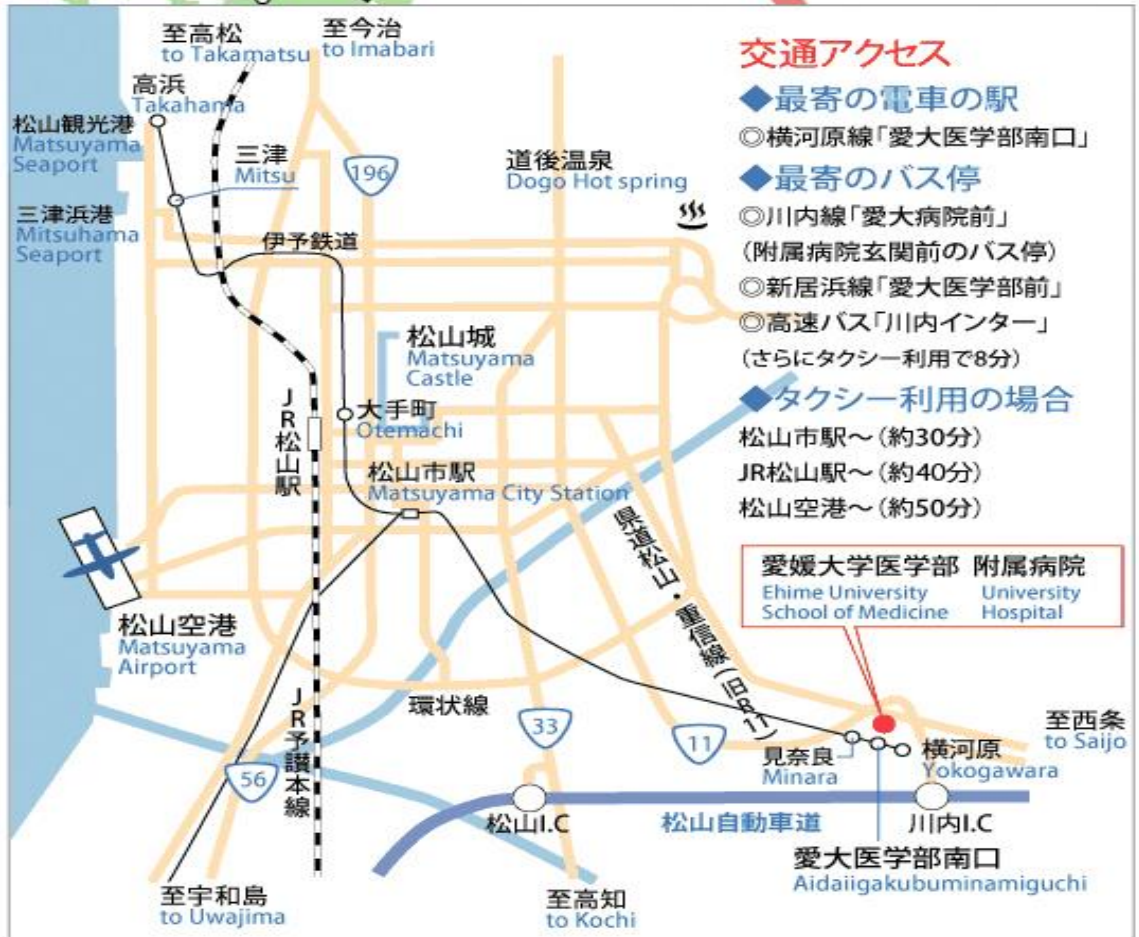 至高松
to Takamatsu
至今治
to Imabari
高浜
Takahama
松山観光港
Matsuyama
Seaport
三津
Mitsu
196
三津浜港
Mitsuhama
Seaport
伊予鉄道
道後温泉
Dogo Hot spring
松山城
Matsuyama
Castle
JR松山駅
大手町
Otemachi
松山市駅
Matsuyama City Station
松山空港
Matsuyama
Airport
県道松山・重信線(旧R11)
環状線
JR予讃本線
33
11
56
見奈良
Minara
横河原
Yokogawara
至西条
to Saijo
松山I.C
松山自動車道
川内I.C
愛大医学部南口
Aidaiigakubuminamiguchi
至宇和島
to Uwajima
至高知
to Kochi
交通アクセス
◆最寄の電車の駅
◎横河原線「愛大医学部南口」
◆最寄のバス停
◎川内線「愛大病院前」
(附属病院玄関前のバス停)
◎新居浜線「愛大医学部前」
◎高速バス「川内インター」
(さらにタクシー利用で8分)
◆タクシー利用の場合
松山市駅～(約30分)
JR松山駅～(約40分)
松山空港～(約50分)
愛媛大学医学部 附属病院
Ehime University University
School of Medicine Hospital